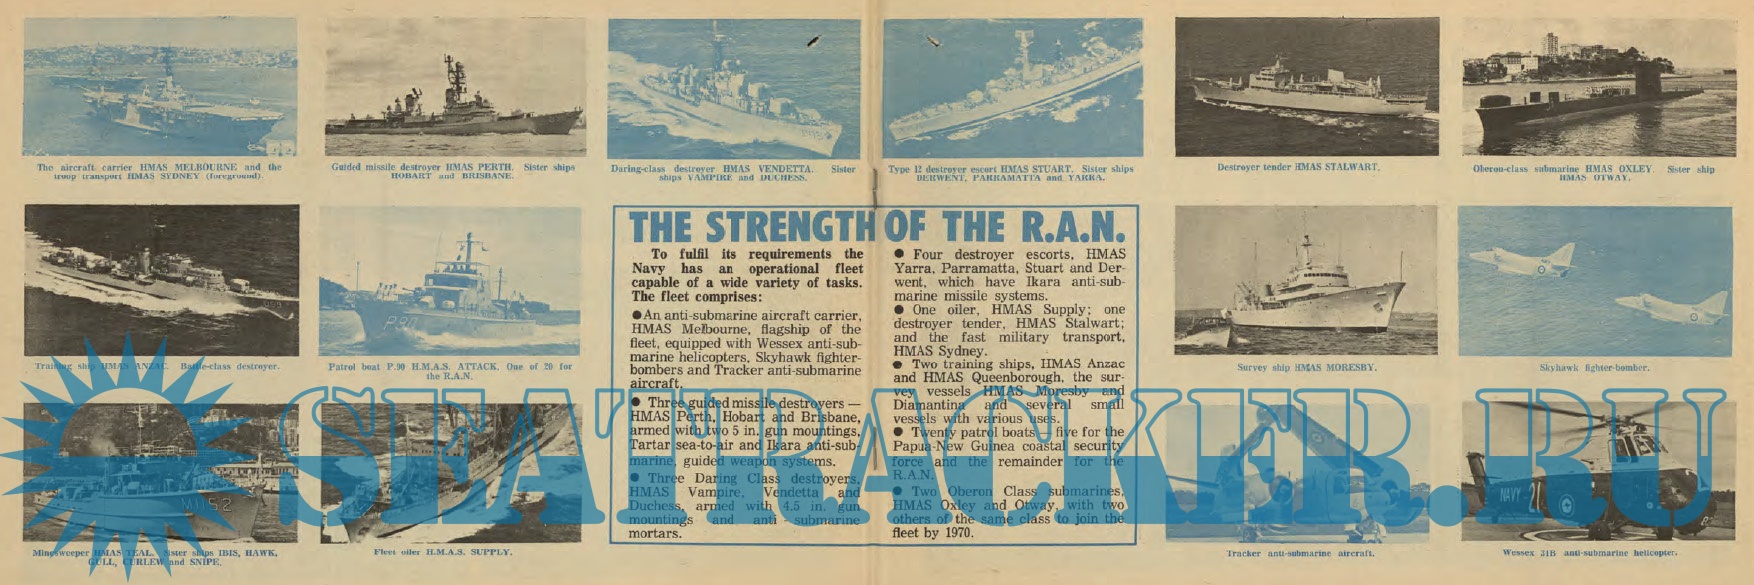 The aircraft carrier HMAS MELBOURNE and the
troop transport HMAS SYDNEY (foreground).
Guided missile destroyer HMAS PERTH. Sister ships
HOBART and BRISBANE.
Daring-class destroyer HMAS VENDETTA. Sister
ships VAMPIRE and DUCHESS.
Type 12 destroyer escort HMAS STUART. Sister ships
DERWENT, PARRAMATTA and YARRA.
Destroyer tender HMAS STALWART.
Oberon-class submarine HMAS OXLEY. Sister ship
HMAS OTWAY.
Training ship HMAS ANZAC. Battle-class destroyer.
P 90
Patrol boat P.90 H.M.A.S. ATTACK. One of 20 for
the R.A.N.
THE STRENGTH OF THE R.A.N.
To fulfil its requirements the
Navy has an operational fleet
capable of a wide variety of tasks.
The fleet comprises:
● An anti-submarine aircraft carrier,
HMAS Melbourne, flagship of the
fleet, equipped with Wessex anti-sub-
marine helicopters, Skyhawk fighter-
bombers and Tracker anti-submarine
aircraft.
● Three guided missile destroyers —
HMAS Perth, Hobart and Brisbane,
armed with two 5 in. gun mountings,
Tartar sea-to-air and Ikara anti-sub-
marine, guided weapon systems.
● Three Daring Class destroyers,
HMAS Vampire, Vendetta and
Duchess, armed with 4.5 in. gun
mountings and anti - submarine
mortars.
● Four destroyer escorts, HMAS
Yarra, Parramatta, Stuart and Der-
went, which have Ikara anti-sub-
marine missile systems.
● One oiler, HMAS Supply; one
destroyer tender, HMAS Stalwart;
and the fast military transport,
HMAS Sydney.
● Two training ships, HMAS Anzac
and HMAS Queenborough, the sur-
vey vessels HMAS Moresby and
Diamantina and several small
vessels with various uses.
● Twenty patrol boats — five for the
Papua-New Guinea coastal security
force and the remainder for the
R.A.N.
● Two Oberon Class submarines,
HMAS Oxley and Otway, with two
others of the same class to join the
fleet by 1970.
Survey ship HMAS MORESBY.
Skyhawk fighter-bomber.
M1152
Minesweeper HMAS TEAL. Sister ships IBIS, HAWK,
GULL, CURLEW and SNIPE.
Fleet oiler H.M.A.S. SUPPLY.
Tracker anti-submarine aircraft.
NAVY
Wessex 31B anti-submarine helicopter.
SEATRACKER.RU